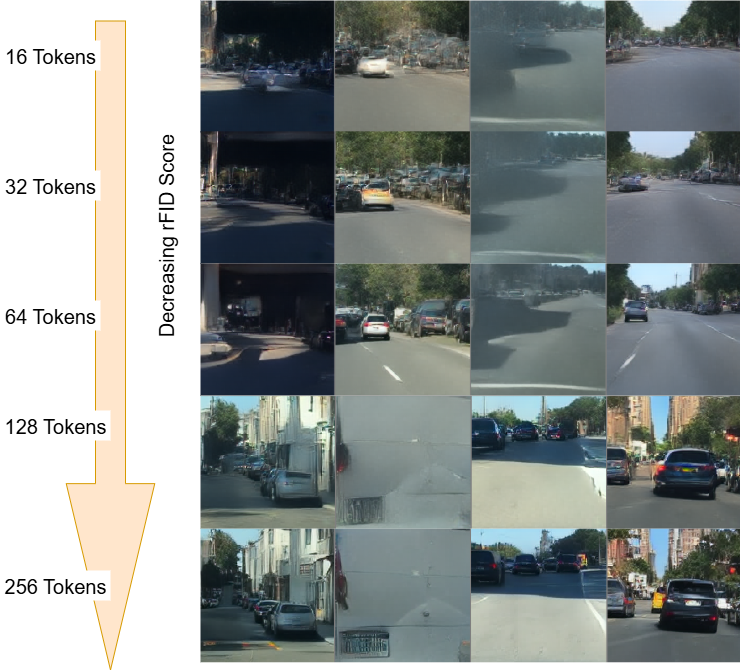 16 Tokens
32 Tokens
Decreasing rFID Score
64 Tokens
128 Tokens
256 Tokens